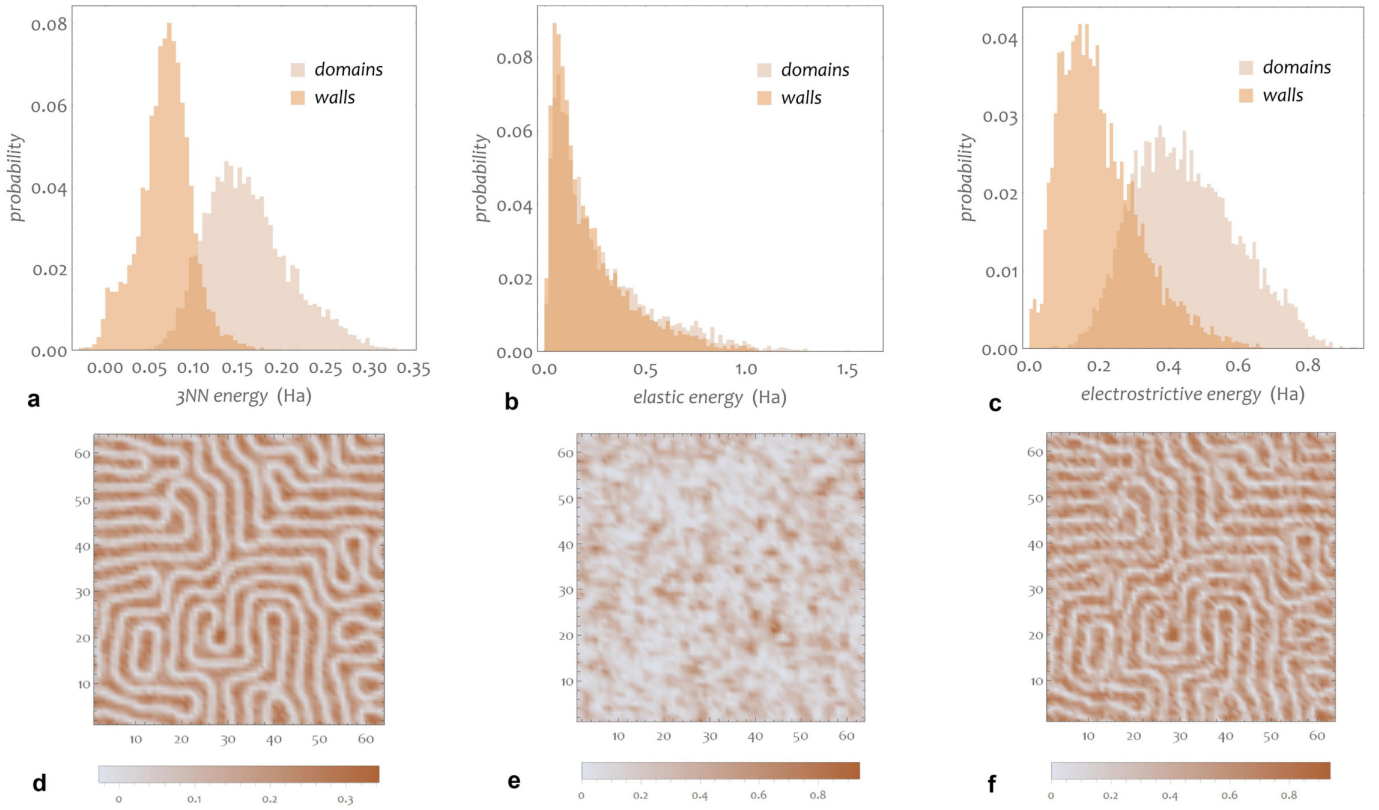 0.08
0.06
0.04
0.02
0.00
probability
domains
walls
0.00 0.05 0.10 0.15 0.20 0.25 0.30 0.35
a
3NN energy (Ha)
0.08
0.06
0.04
0.02
0.00
probability
domains
walls
0.0 0.5 1.0 1.5
b
elastic energy (Ha)
0.04
0.03
0.02
0.01
0.00
probability
domains
walls
0.0 0.2 0.4 0.6 0.8
c
electrostrictive energy (Ha)
60
50
40
30
20
10
10 20 30 40 50 60
d
0 0.1 0.2 0.3
60
50
40
30
20
10
10 20 30 40 50 60
e
0 0.2 0.4 0.6 0.8
60
50
40
30
20
10
10 20 30 40 50 60
f
0 0.2 0.4 0.6 0.8